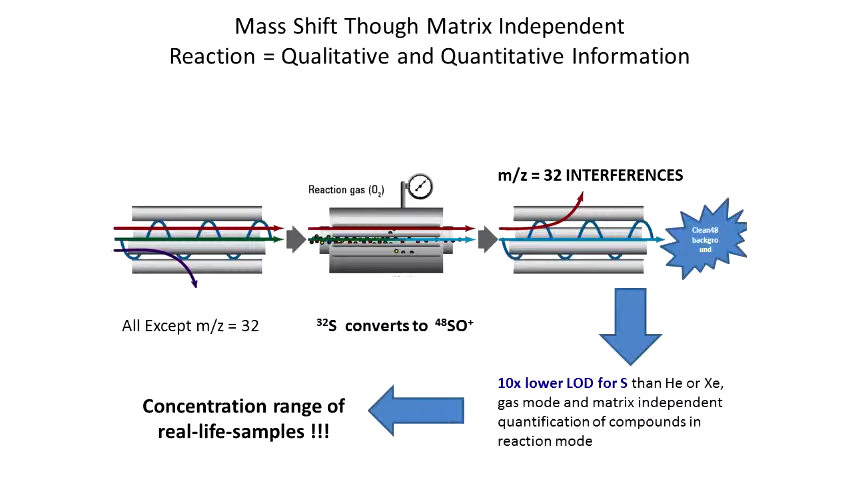 Mass Shift Though Matrix Independent
Reaction = Qualitative and Quantitative Information
m/z = 32 INTERFERENCES
Reaction gas (O₂)
Clean48
backgro
und
All Except m/z = 32
³²S converts to ⁴⁸SO⁺
10x lower LOD for S than He or Xe,
gas mode and matrix independent
quantification of compounds in
reaction mode
Concentration range of
real-life-samples !!!